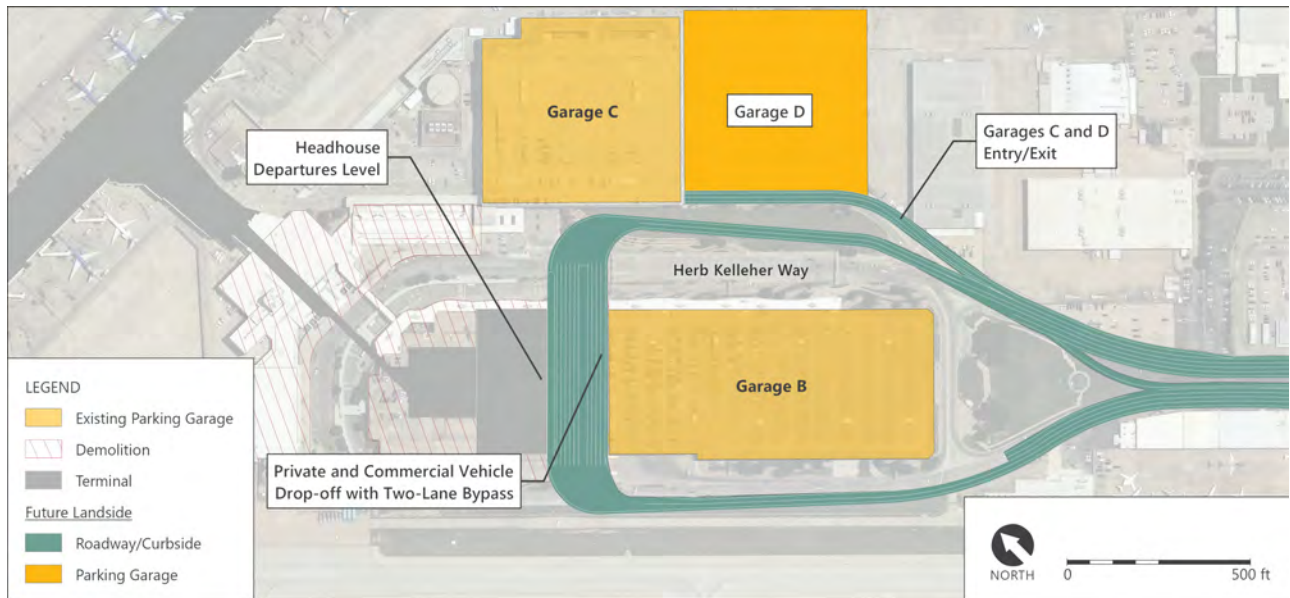 Garage C
Garage D
Headhouse
Departures Level
Garages C and D
Entry/Exit
Herb Kelleher Way
Garage B
Private and Commercial Vehicle
Drop-off with Two-Lane Bypass
LEGEND
Existing Parking Garage
Demolition
Terminal
Future Landside
Roadway/Curbside
Parking Garage
NORTH
0 500 ft